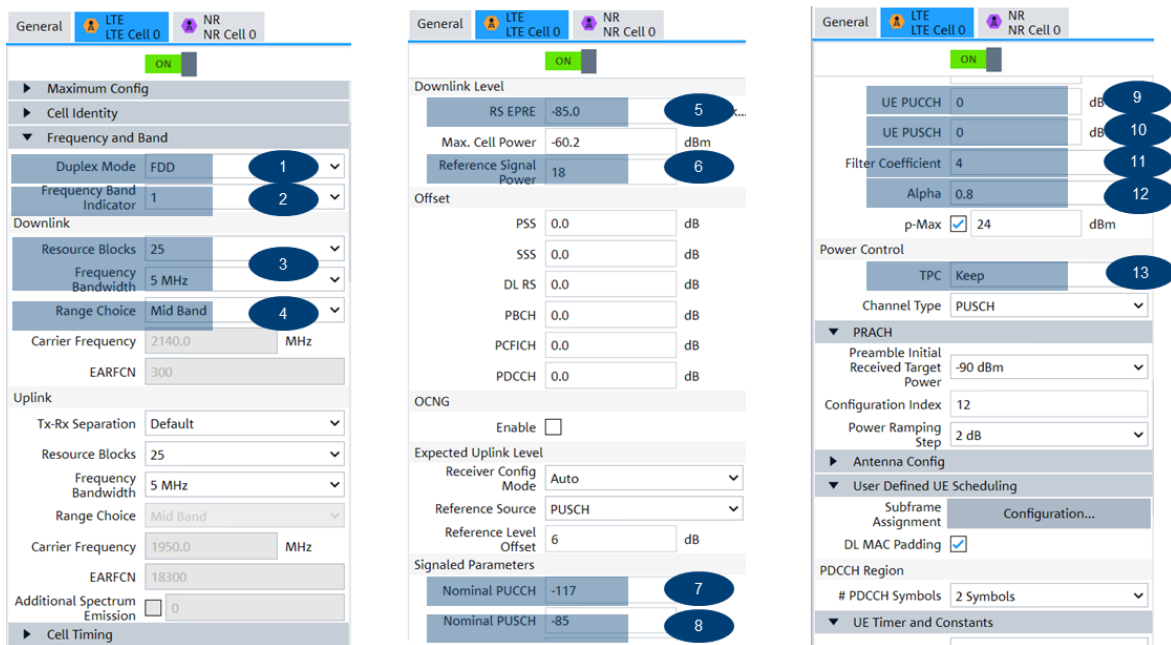 General
LTE
LTE Cell 0
NR
NR Cell 0
ON
Maximum Config
Cell Identity
Frequency and Band
Duplex Mode FDD 1
Frequency Band
Indicator 1 2
Downlink
Resource Blocks 25
3
Frequency
Bandwidth 5 MHz
Range Choice Mid Band 4
Carrier Frequency 2140.0 MHz
EARFCN 300
Uplink
Tx-Rx Separation Default
Resource Blocks 25
Frequency
Bandwidth 5 MHz
Range Choice Mid Band
Carrier Frequency 1950.0 MHz
EARFCN 18300
Additional Spectrum
Emission 0
Cell Timing
General
LTE
LTE Cell 0
NR
NR Cell 0
ON
Downlink Level
RS EPRE -85.0 5
Max. Cell Power -60.2 dBm
Reference Signal
Power 18 6
Offset
PSS 0.0 dB
SSS 0.0 dB
DL RS 0.0 dB
PBCH 0.0 dB
PCFICH 0.0 dB
PDCCH 0.0 dB
OCNG
Enable
Expected Uplink Level
Receiver Config
Mode Auto
Reference Source PUSCH
Reference Level
Offset 6 dB
Signaled Parameters
Nominal PUCCH -117 7
Nominal PUSCH -85 8
General
LTE
LTE Cell 0
NR
NR Cell 0
ON
UE PUCCH 0 dB 9
UE PUSCH 0 dB 10
Filter Coefficient 4 11
Alpha 0.8 12
p-Max 24 dBm
Power Control
TPC Keep 13
Channel Type PUSCH
PRACH
Preamble Initial
Received Target
Power -90 dBm
Configuration Index 12
Power Ramping
Step 2 dB
Antenna Config
User Defined UE Scheduling
Subframe
Assignment Configuration...
DL MAC Padding
PDCCH Region
# PDCCH Symbols 2 Symbols
UE Timer and Constants